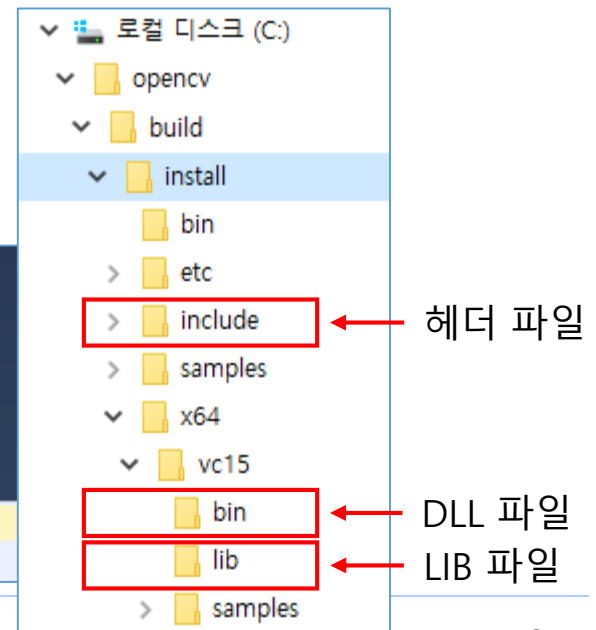 로컬 디스크 (C:)
opencv
build
install
bin
etc
include
헤더 파일
samples
x64
vc15
bin
DLL 파일
lib
LIB 파일
samples